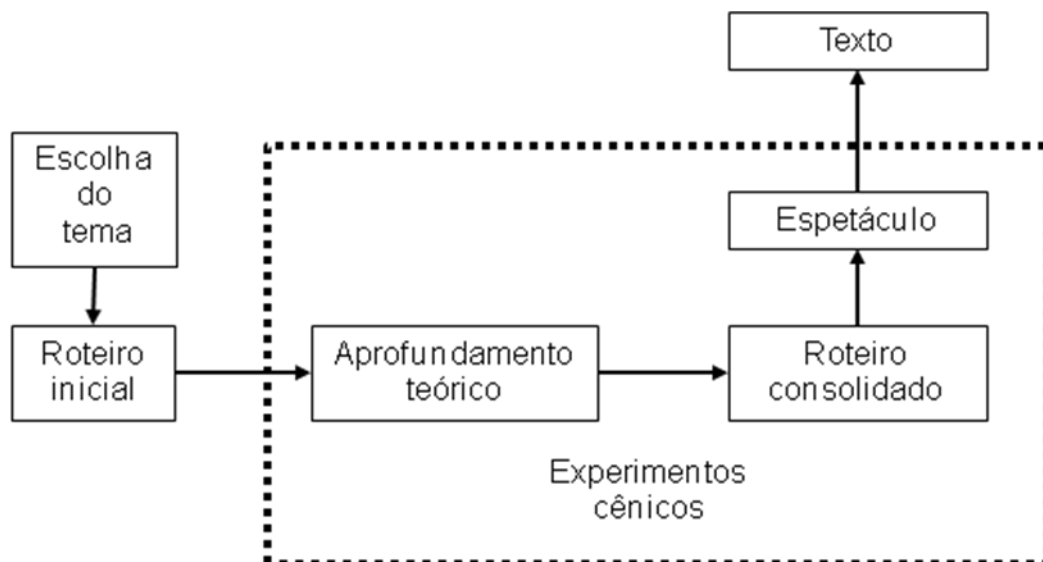 Escolha
do
tema
Roteiro
inicial
Aprofundamento
teórico
Roteiro
consolidado
Espetáculo
Texto
Experimentos
cênicos